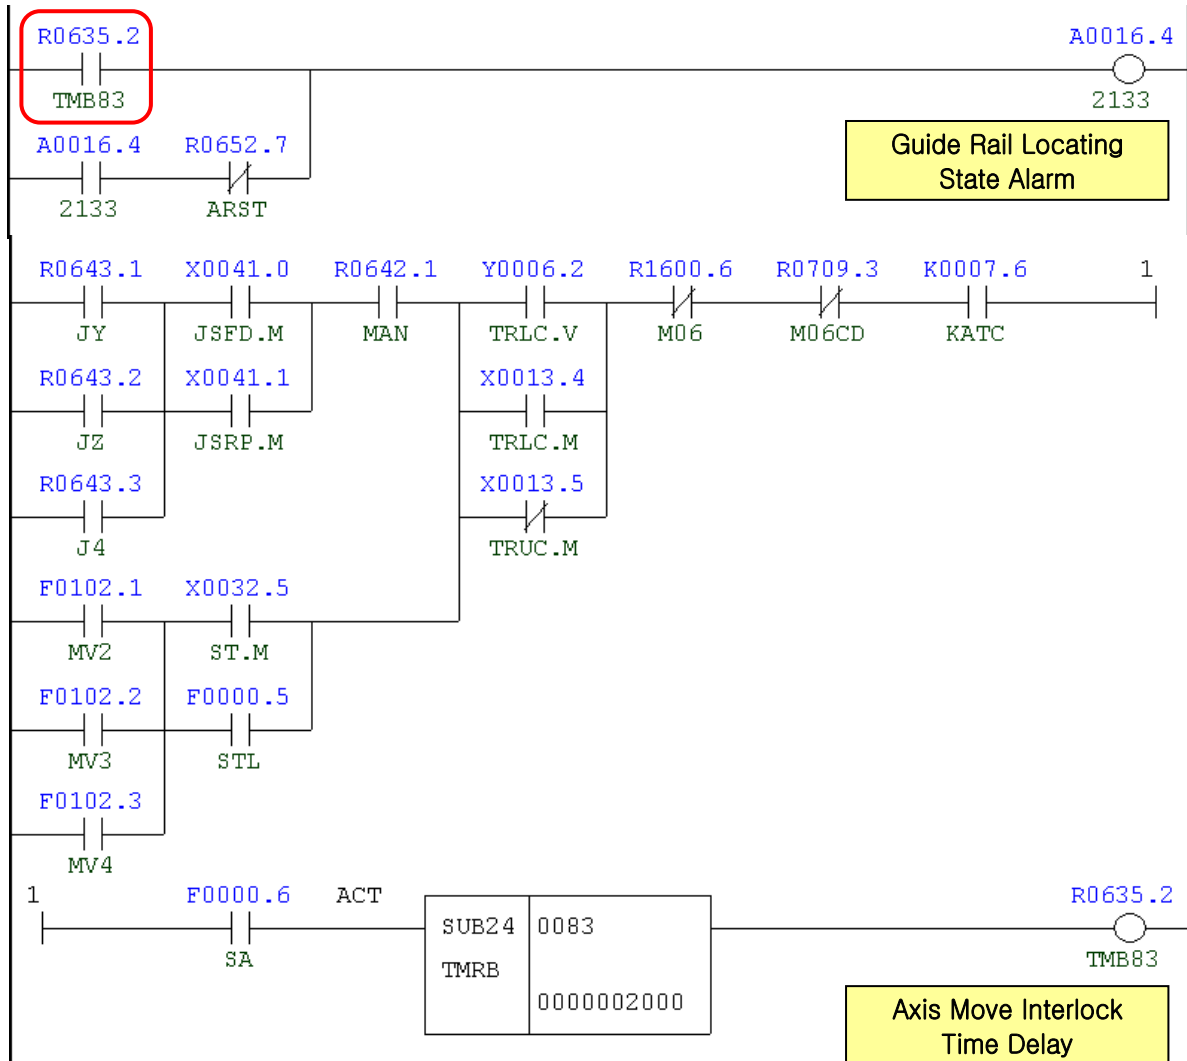 R0635.2 A0016.4
TMB83 2133
A0016.4 R0652.7
2133 ARST
Guide Rail Locating
State Alarm
R0643.1 X0041.0 R0642.1 Y0006.2 R1600.6 R0709.3 K0007.6 1
JY JSFD.M MAN TRLC.V M06 M06CD KATC
R0643.2 X0041.1 X0013.4
JZ JSRP.M TRLC.M
R0643.3 X0013.5
J4 TRUC.M
F0102.1 X0032.5
MV2 ST.M
F0102.2 F0000.5
MV3 STL
F0102.3
MV4
1 F0000.6 ACT R0635.2
SUB24 0083
SA TMRB TMB83
0000002000
Axis Move Interlock
Time Delay